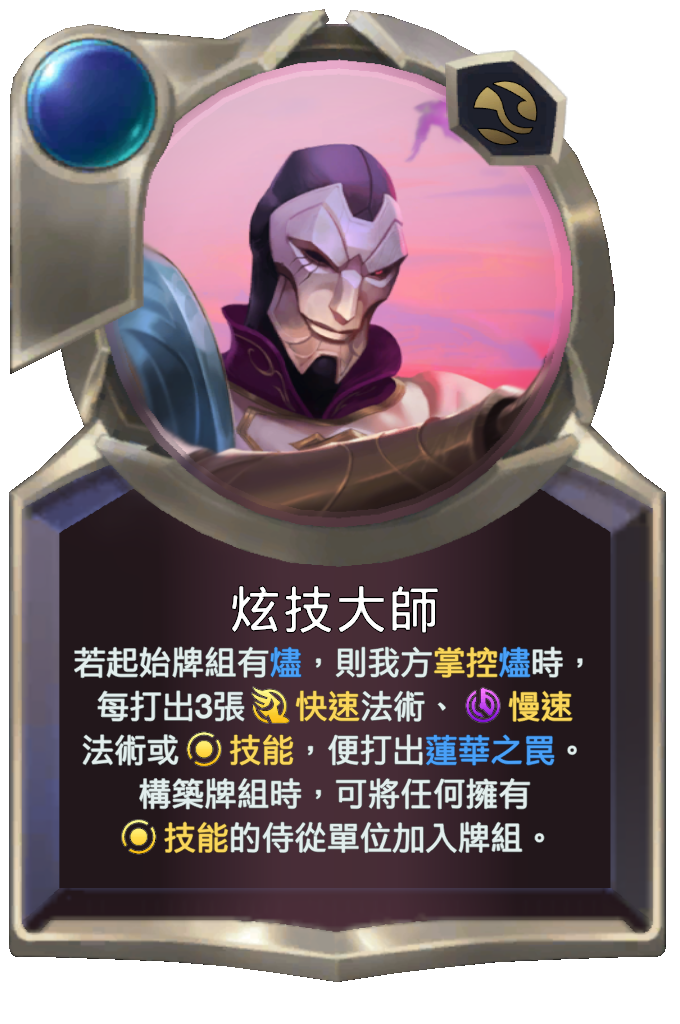 炫技大師
若起始牌組有燼，則我方掌控燼時，
每打出3張 快速法術、 慢速
法術或 技能，便打出蓮華之罠。
構築牌組時，可將任何擁有
技能的侍從單位加入牌組。